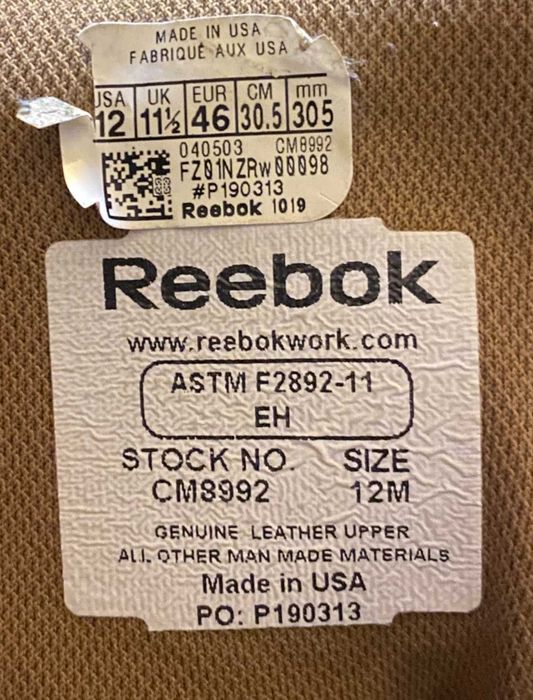 MADE IN USA
FABRIQUÉ AUX USA
USA UK EUR CM mm
12 11½ 46 30.5 305
040503 CM8992
FZ01NZRw00098
#P190313
Reebok 1019
Reebok
www.reebokwork.com
ASTM F2892-11
EH
STOCK NO. SIZE
CM8992 12M
GENUINE LEATHER UPPER
ALL OTHER MAN MADE MATERIALS
Made in USA
PO: P190313